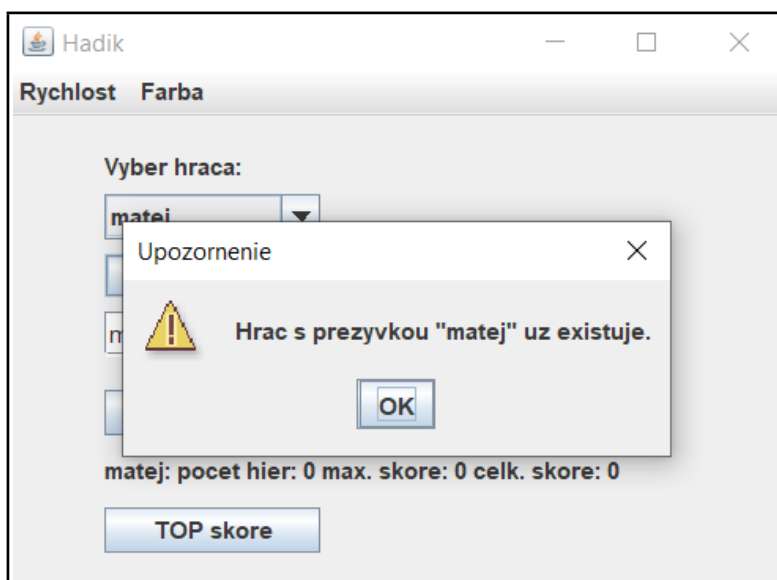 Hadik
Rychlost Farba
Vyber hraca:
matej
Upozornenie
Hrac s prezyvkou "matej" uz existuje.
OK
matej: pocet hier: 0 max. skore: 0 celk. skore: 0
TOP skore